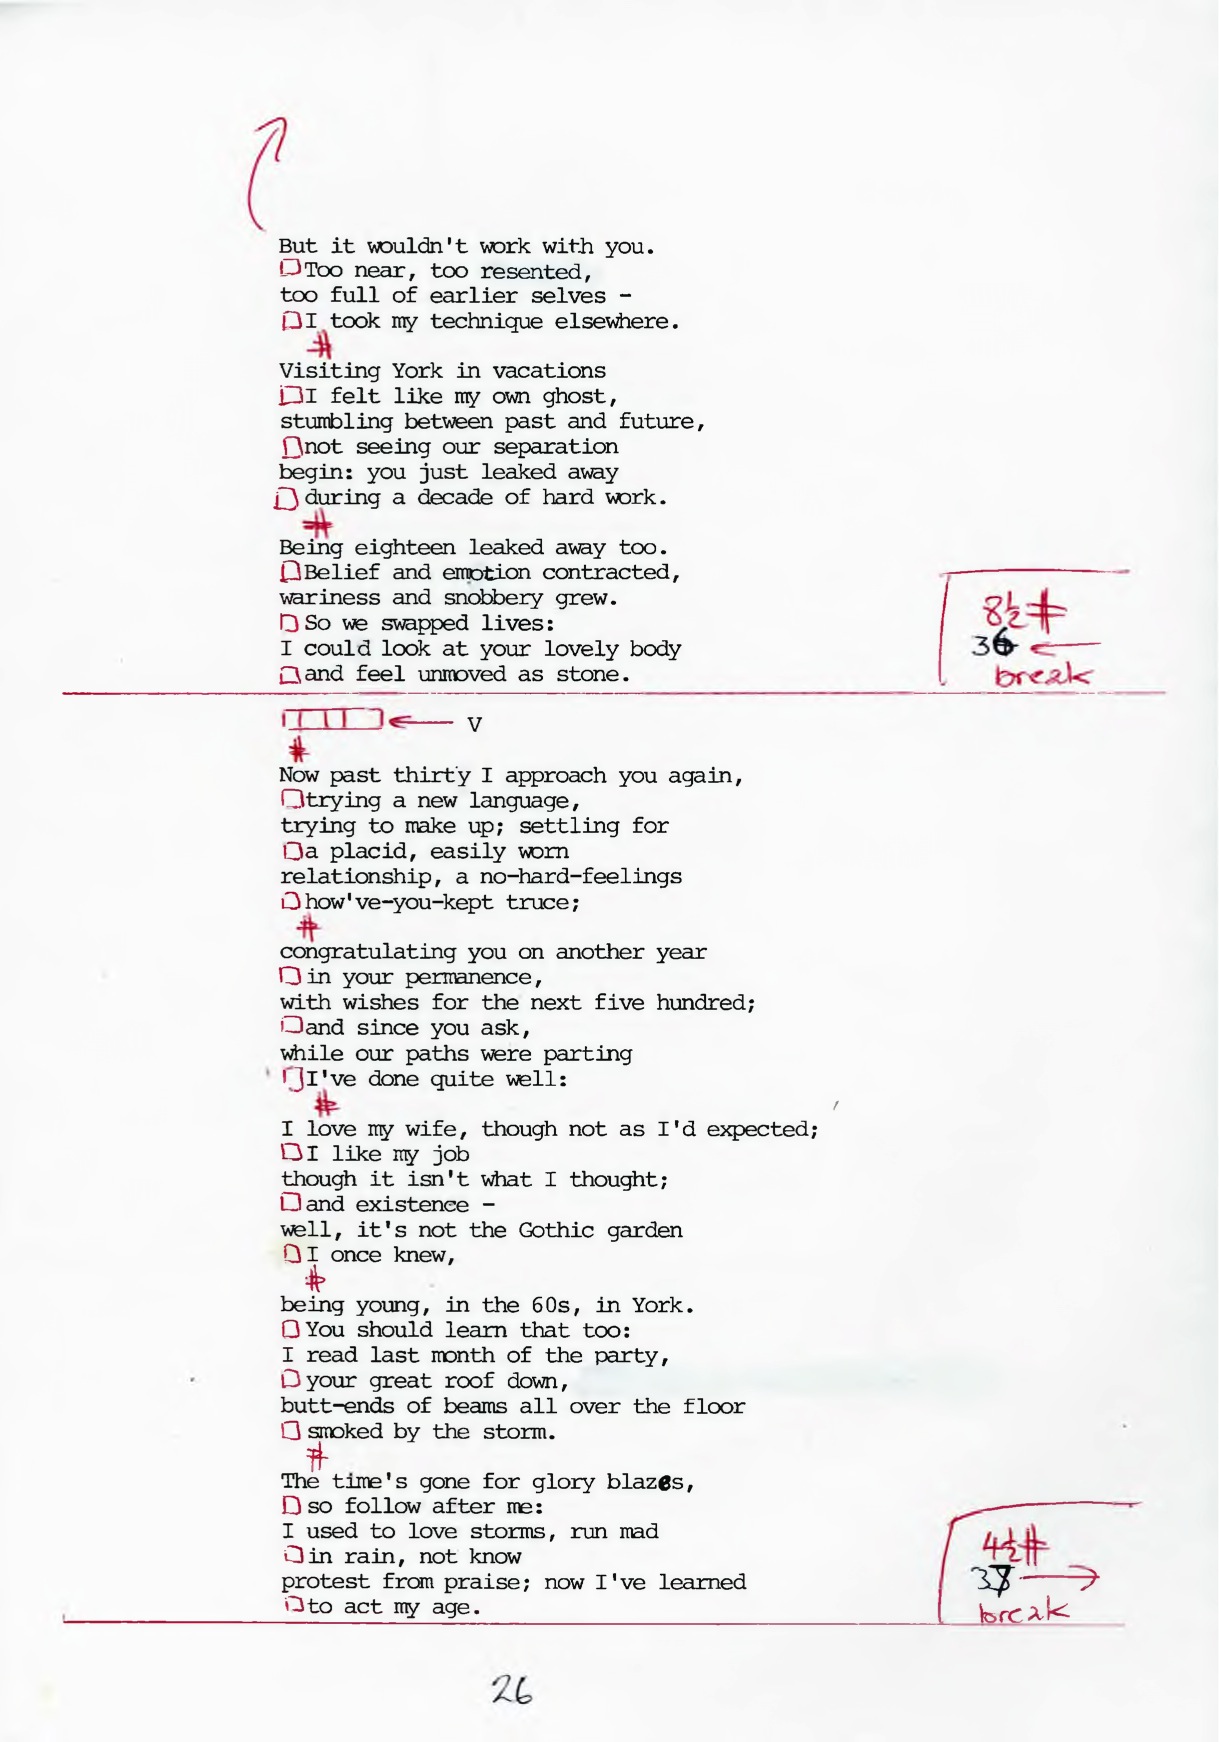 But it wouldn't work with you.
Too near, too resented,
too full of earlier selves -
I took my technique elsewhere.
#
Visiting York in vacations
I felt like my own ghost,
stumbling between past and future,
not seeing our separation
begin: you just leaked away
during a decade of hard work.
#
Being eighteen leaked away too.
Belief and emotion contracted,
wariness and snobbery grew.
So we swapped lives:
I could look at your lovely body
and feel unmoved as stone.
8½#
36
break
V
#
Now past thirty I approach you again,
trying a new language,
trying to make up; settling for
a placid, easily worn
relationship, a no-hard-feelings
how've-you-kept truce;
#
congratulating you on another year
in your permanence,
with wishes for the next five hundred;
and since you ask,
while our paths were parting
I've done quite well:
#
I love my wife, though not as I'd expected;
I like my job
though it isn't what I thought;
and existence -
well, it's not the Gothic garden
I once knew,
#
being young, in the 60s, in York.
You should learn that too:
I read last month of the party,
your great roof down,
butt-ends of beams all over the floor
smoked by the storm.
#
The time's gone for glory blazes,
so follow after me:
I used to love storms, run mad
in rain, not know
protest from praise; now I've learned
to act my age.
4½#
37
break
26